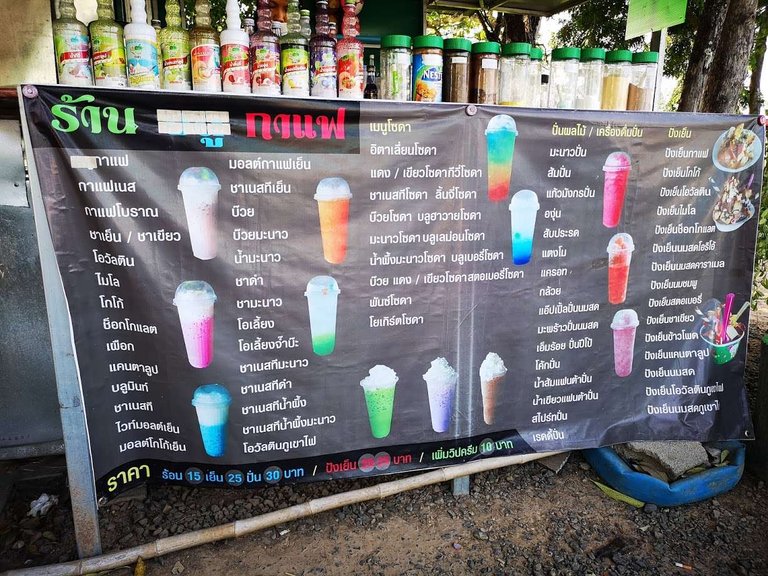 ร้าน กาแฟ
กาแฟ
กาแฟเนส
กาแฟโบราณ
ชาเย็น / ชาเขียว
โอวัลติน
ไมโล
โกโก้
ช็อกโกแลต
เผือก
แคนตาลูป
บลูมินท์
ชาเนสที
ไวท์มอลต์เย็น
มอลต์โกโก้เย็น
มอลต์กาแฟเย็น
ชาเนสทีเย็น
บ๊วย
บ๊วยมะนาว
น้ำมะนาว
ชาดำ
ชามะนาว
โอเลี้ยง
โอเลี้ยงจ้ำบ๊ะ
ชาเนสทีมะนาว
ชาเนสทีดำ
ชาเนสทีน้ำผึ้ง
ชาเนสทีน้ำผึ้งมะนาว
โอวัลตินภูเขาไฟ
เมนูโซดา
อิตาเลี่ยนโซดา
แดง / เขียวโซดากีวี่โซดา
ชาเนสทีโซดา ลิ้นจี่โซดา
บ๊วยโซดา บลูฮาวายโซดา
มะนาวโซดา บลูเลม่อนโซดา
น้ำผึ้งมะนาวโซดา บลูเบอรี่โซดา
บ๊วย แดง / เขียวโซดาสตอเบอรี่โซดา
พันช์โซดา
โยเกิร์ตโซดา
ปั่นผลไม้ / เครื่องดื่มปั่น
มะนาวปั่น
ส้มปั่น
แก้วมังกรปั่น
องุ่น
สับปะรด
แตงโม
แครอท
กล้วย
แอ๊ปเปิ้ลปั่นนมสด
มะพร้าวปั่นนมสด
เย็นร้อย ปั่นปีโป้
โค้กปั่น
น้ำส้มแฟนต้าปั่น
น้ำเขียวแฟนต้าปั่น
สไปร์ทปั่น
เรดดี้ปั่น
ปังเย็น
ปังเย็นกาแฟ
ปังเย็นโกโก้
ปังเย็นโอวัลติน
ปังเย็นไมโล
ปังเย็นช็อกโกแลต
ปังเย็นนมสดโอรีโอ้
ปังเย็นนมสดคาราเมล
ปังเย็นนมชมพู
ปังเย็นสตอเบอรี่
ปังเย็นชาเขียว
ปังเย็นข้าวโพด
ปังเย็นแคนตาลูป
ปังเย็นนมสด
ปังเย็นโอวัลตินภูเขาไฟ
ปังเย็นนมสดภูเขาไฟ
ราคา ร้อน 15 เย็น 25 ปั่น 30 บาท / ปังเย็น บาท / เพิ่มวิปครีม 10 บาท